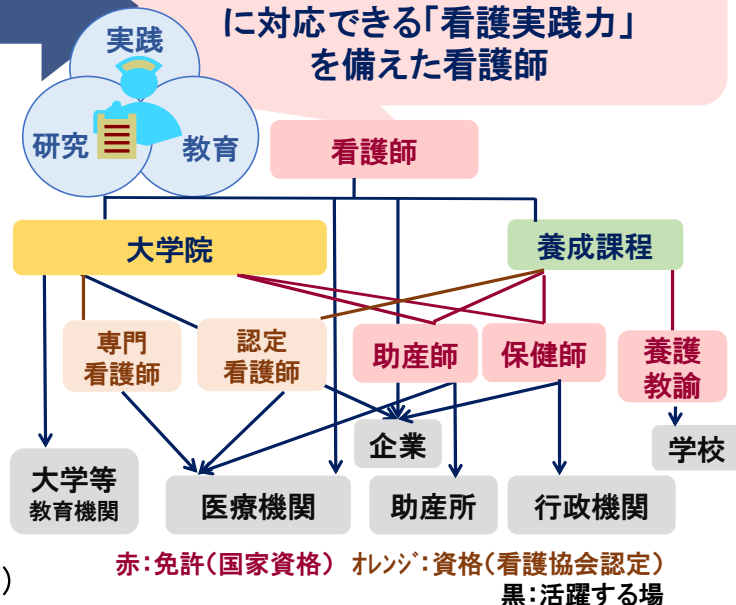 に対応できる「看護実践力」
を備えた看護師
実践
研究
教育
看護師
大学院
養成課程
専門
看護師
認定
看護師
助産師
保健師
養護
教諭
企業
学校
大学等
教育機関
医療機関
助産所
行政機関
赤:免許(国家資格) オレンジ:資格(看護協会認定)
黒:活躍する場
)